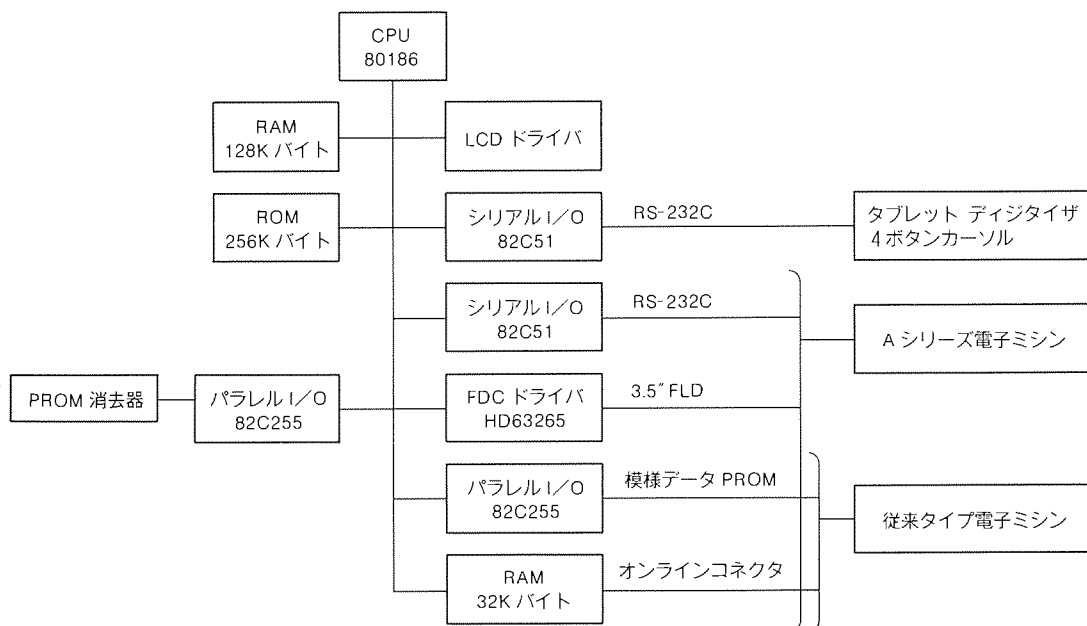 CPU
80186
RAM
128K バイト
LCD ドライバ
ROM
256K バイト
シリアル I/O
82C51
RS-232C
タブレット ディジタイザ
4ボタンカーソル
シリアル I/O
82C51
RS-232C
A シリーズ電子ミシン
PROM 消去器
パラレル I/O
82C255
FDC ドライバ
HD63265
3.5″ FLD
パラレル I/O
82C255
模様データ PROM
従来タイプ電子ミシン
RAM
32K バイト
オンラインコネクタ